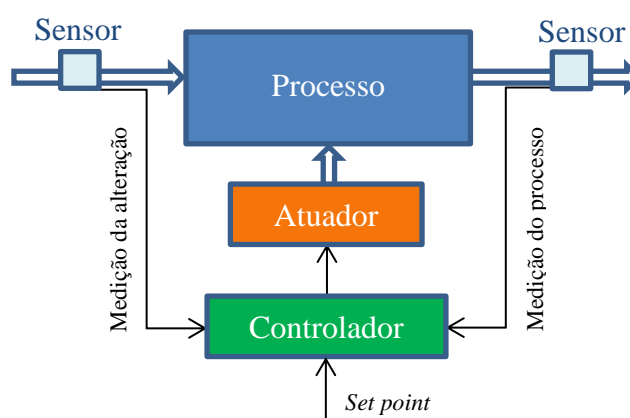 Sensor
Sensor
Processo
Medição da alteração
Medição do processo
Atuador
Controlador
Set point